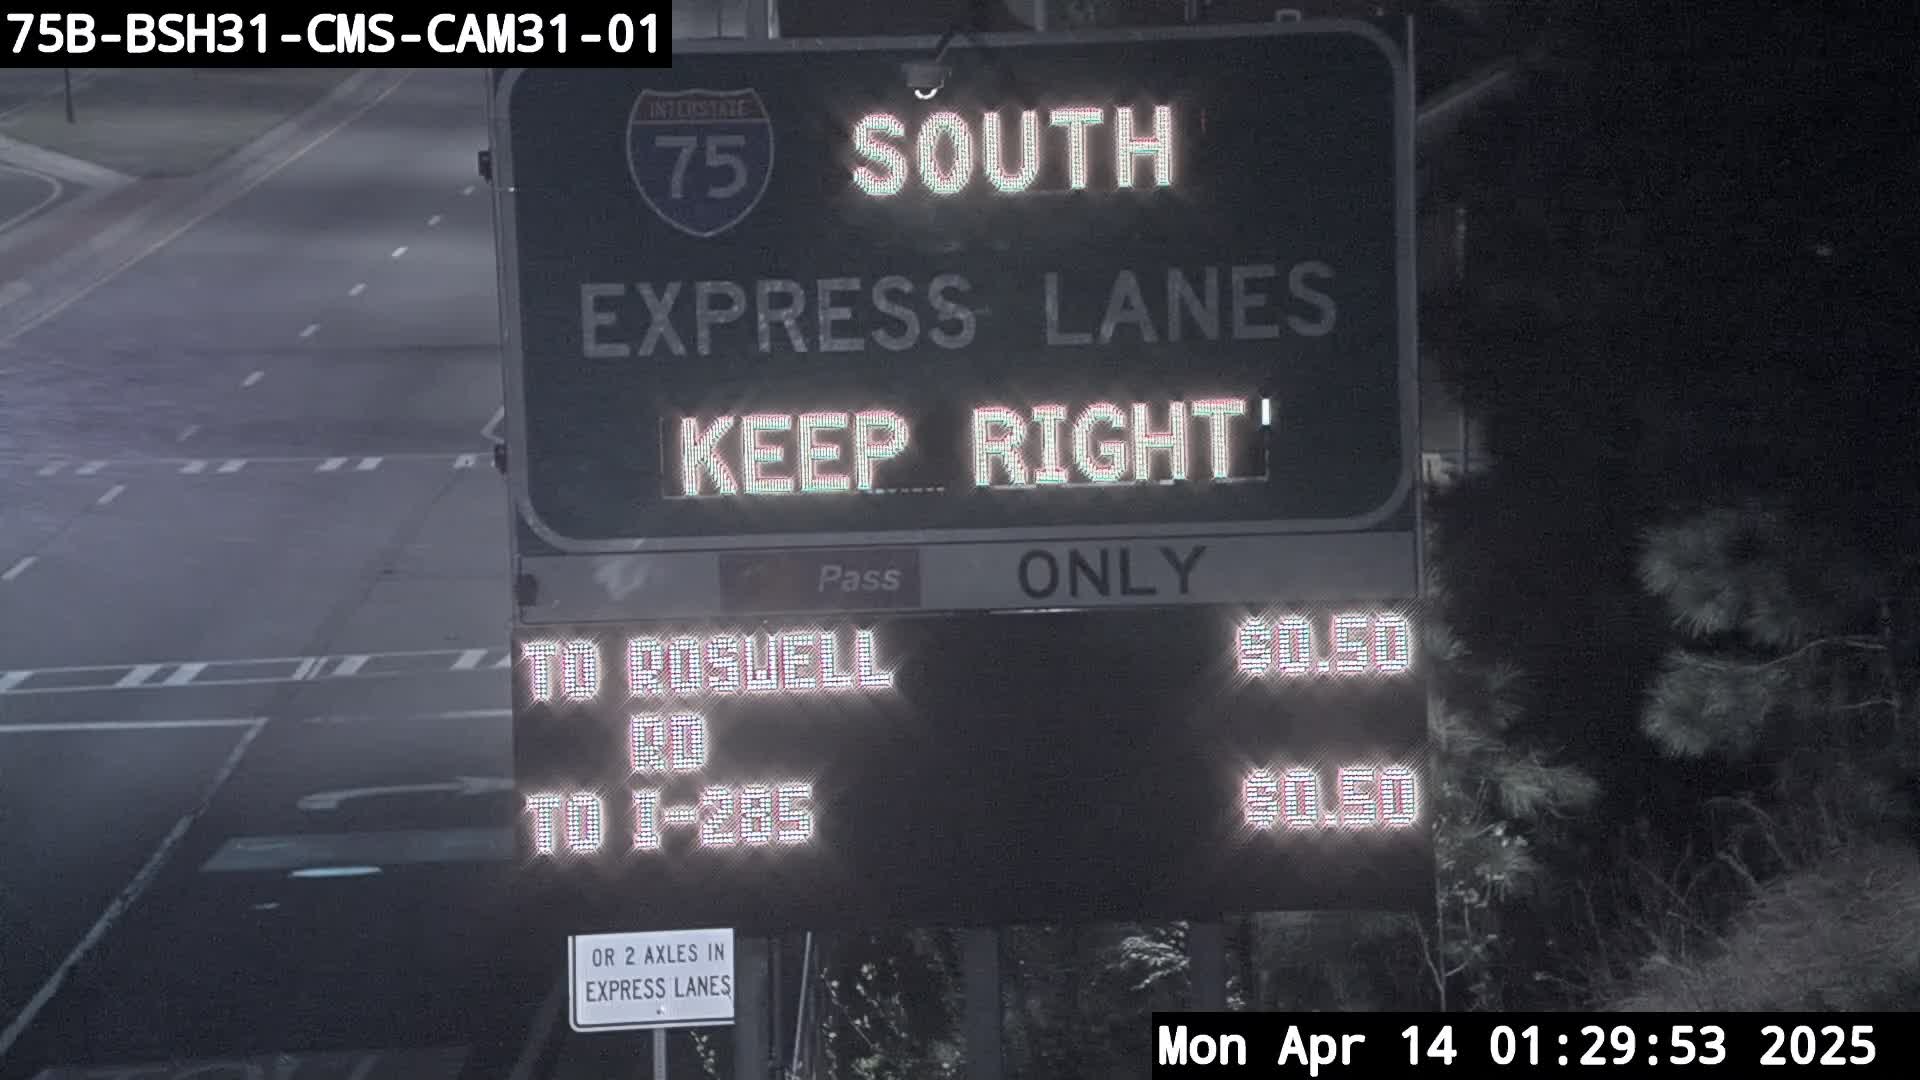 75B-BSH31-CMS-CAM31-01
INTERSTATE
75
SOUTH
EXPRESS LANES
KEEP RIGHT
Pass ONLY
TO ROSWELL $0.50
RD
TO I-285 $0.50
OR 2 AXLES IN
EXPRESS LANES
Mon Apr 14 01:29:53 2025